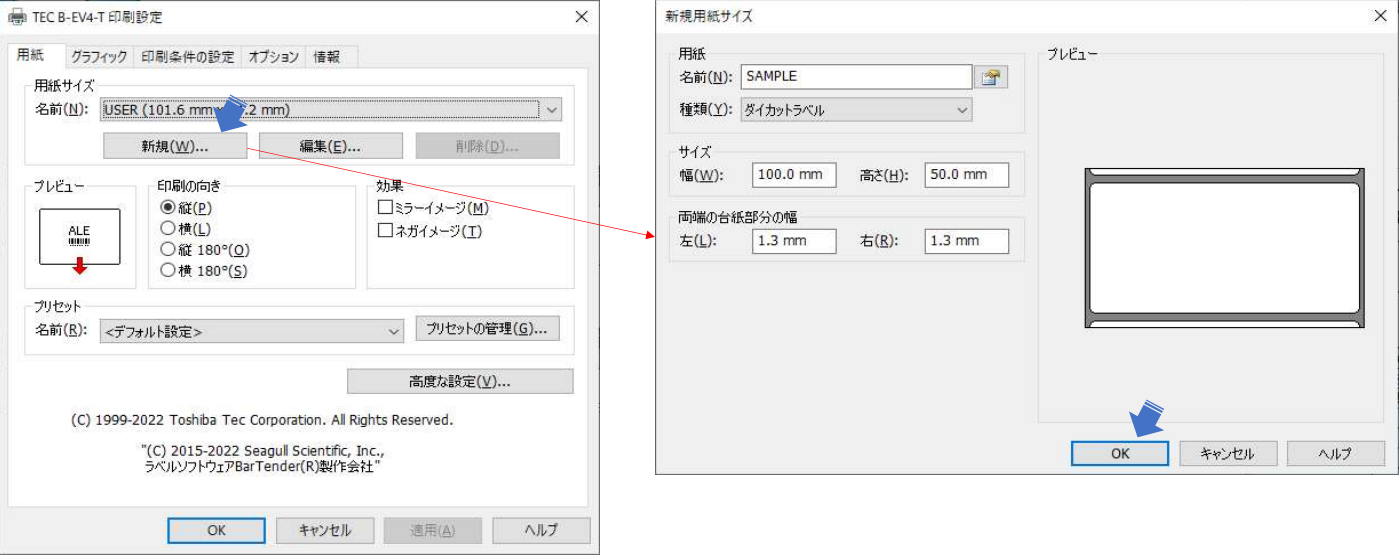 TEC B-EV4-T 印刷設定
用紙 グラフィック 印刷条件の設定 オプション 情報
用紙サイズ
名前(N): USER (101.6 mm .2 mm)
新規(W)... 編集(E)... 削除(D)...
プレビュー
ALE
印刷の向き
縦(P)
横(L)
縦 180°(O)
横 180°(S)
効果
ミラーイメージ(M)
ネガイメージ(T)
プリセット
名前(R): <デフォルト設定> プリセットの管理(G)...
高度な設定(V)...
(C) 1999-2022 Toshiba Tec Corporation. All Rights Reserved.
"(C) 2015-2022 Seagull Scientific, Inc.,
ラベルソフトウェアBarTender(R)製作会社"
OK キャンセル 適用(A) ヘルプ
新規用紙サイズ
用紙
名前(N): SAMPLE
種類(Y): ダイカットラベル
サイズ
幅(W): 100.0 mm 高さ(H): 50.0 mm
両端の台紙部分の幅
左(L): 1.3 mm 右(R): 1.3 mm
プレビュー
OK キャンセル ヘルプ